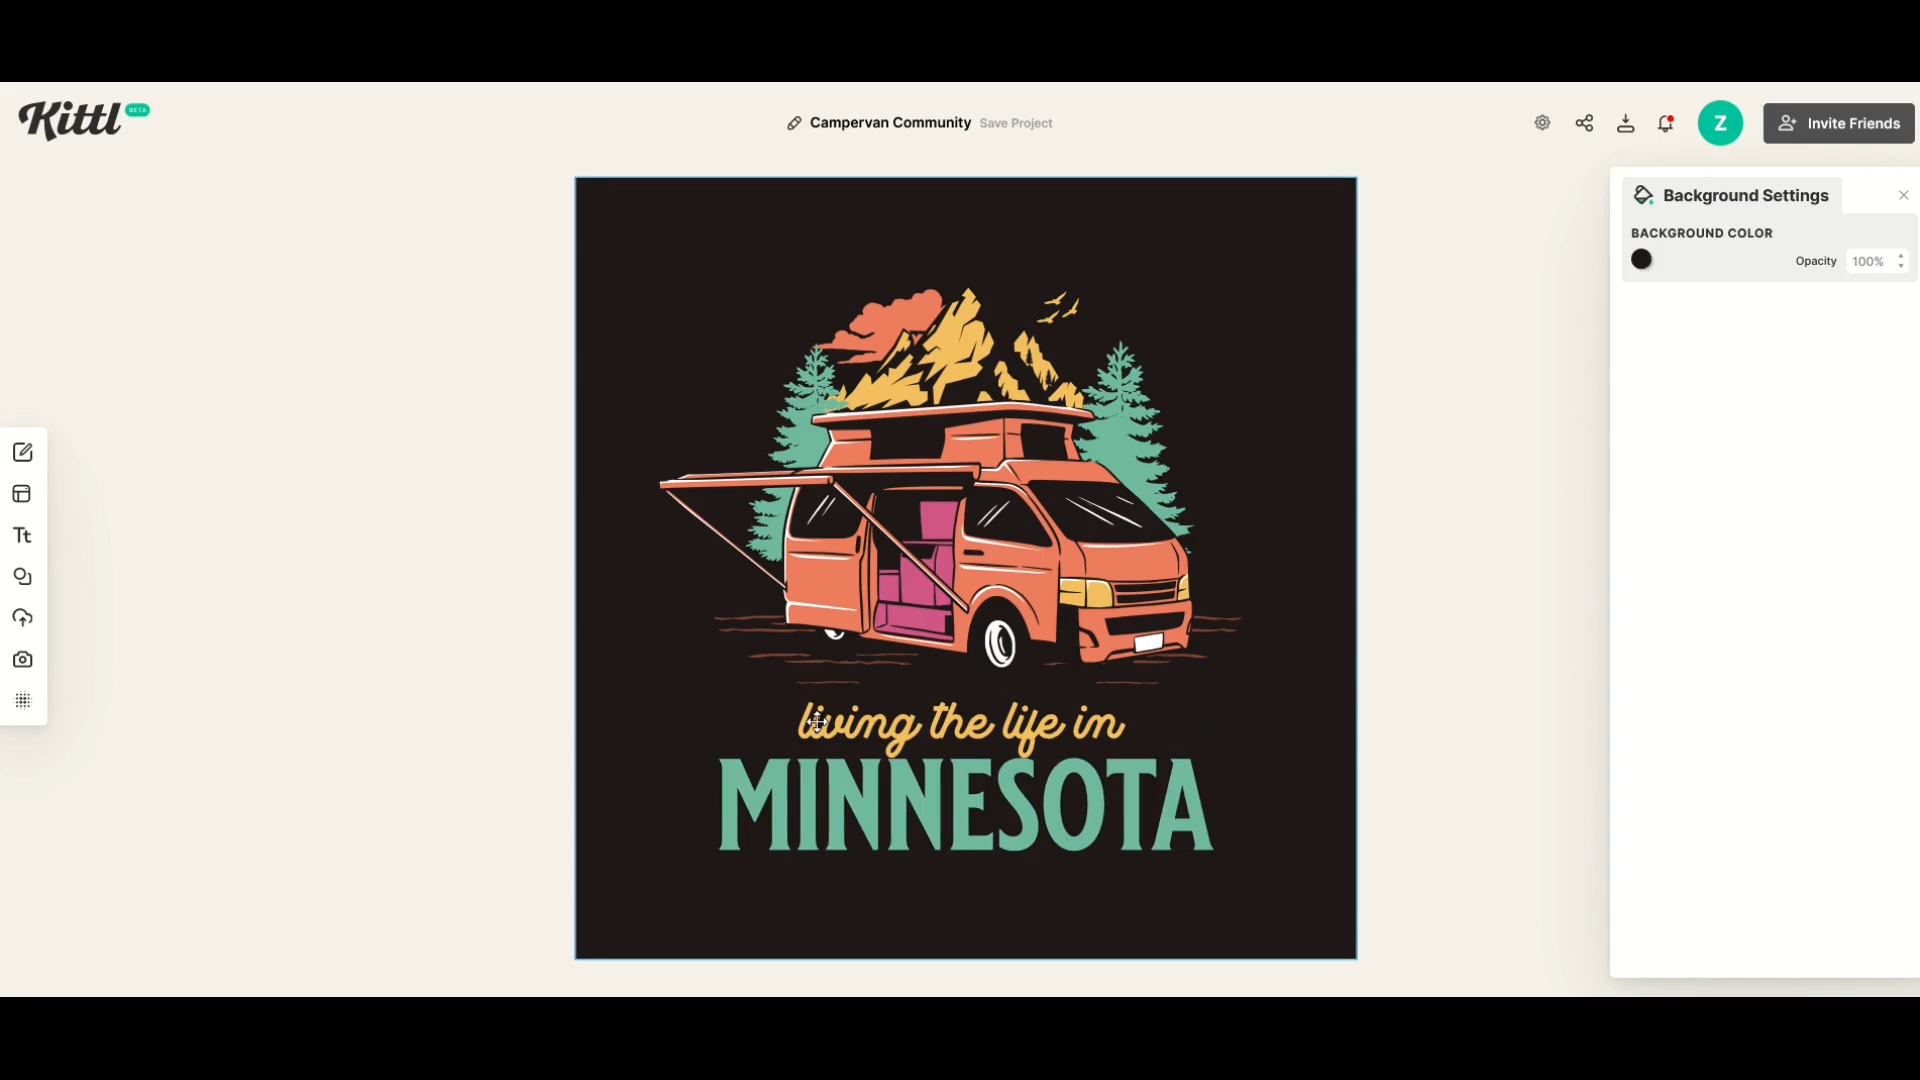 Kittl BETA
Campervan Community Save Project
Z
Invite Friends
Background Settings
BACKGROUND COLOR
Opacity 100%
Tt
living the life in
MINNESOTA